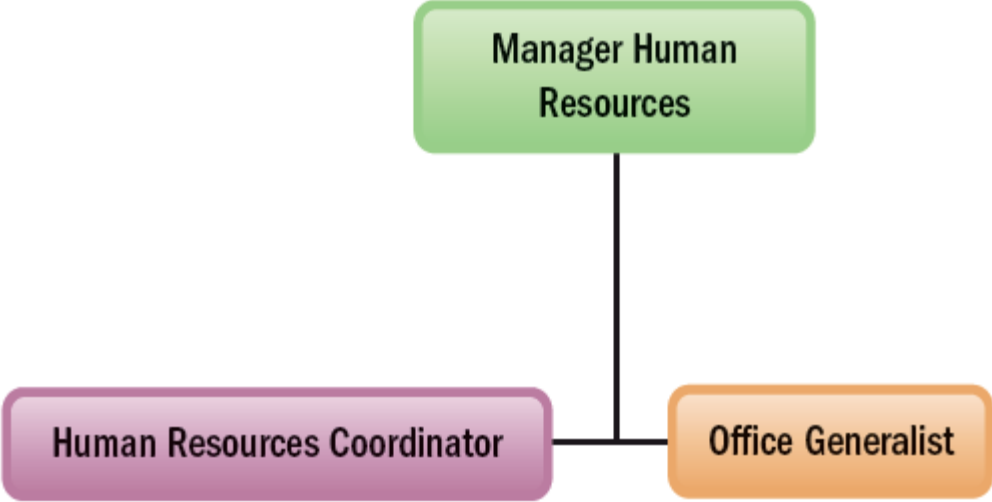 Manager Human
Resources
Human Resources Coordinator
Office Generalist